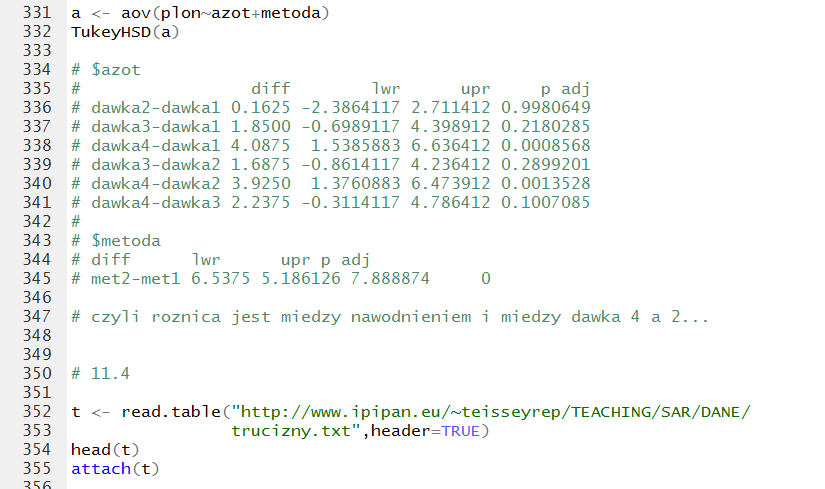 331 a <- aov(plon~azot+metoda)
332 TukeyHSD(a)
333
334 # $azot
335 #                 diff        lwr      upr     p adj
336 # dawka2-dawka1 0.1625 -2.3864117 2.711412 0.9980649
337 # dawka3-dawka1 1.8500 -0.6989117 4.398912 0.2180285
338 # dawka4-dawka1 4.0875  1.5385883 6.636412 0.0008568
339 # dawka3-dawka2 1.6875 -0.8614117 4.236412 0.2899201
340 # dawka4-dawka2 3.9250  1.3760883 6.473912 0.0013528
341 # dawka4-dawka3 2.2375 -0.3114117 4.786412 0.1007085
342 #
343 # $metoda
344 # diff      lwr      upr p adj
345 # met2-met1 6.5375 5.186126 7.888874     0
346
347 # czyli roznica jest miedzy nawodnieniem i miedzy dawka 4 a 2...
348
349
350 # 11.4
351
352 t <- read.table("http://www.ipipan.eu/~teisseyrep/TEACHING/SAR/DANE/
353                 trucizny.txt",header=TRUE)
354 head(t)
355 attach(t)
356